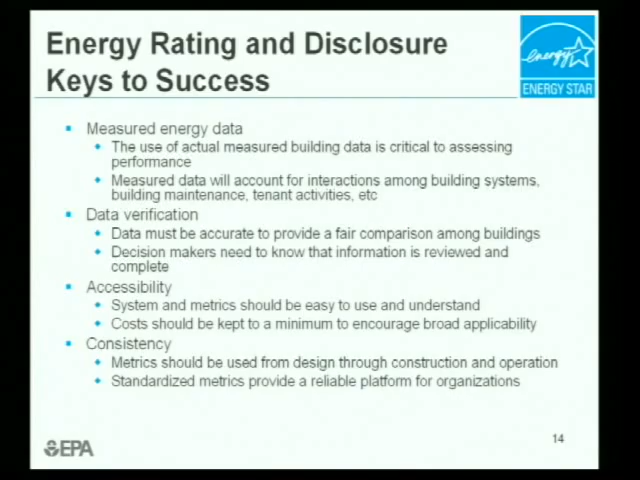 Energy Rating and Disclosure
Keys to Success
energy
ENERGY STAR
Measured energy data
The use of actual measured building data is critical to assessing
performance
Measured data will account for interactions among building systems,
building maintenance, tenant activities, etc
Data verification
Data must be accurate to provide a fair comparison among buildings
Decision makers need to know that information is reviewed and
complete
Accessibility
System and metrics should be easy to use and understand
Costs should be kept to a minimum to encourage broad applicability
Consistency
Metrics should be used from design through construction and operation
Standardized metrics provide a reliable platform for organizations
14
EPA